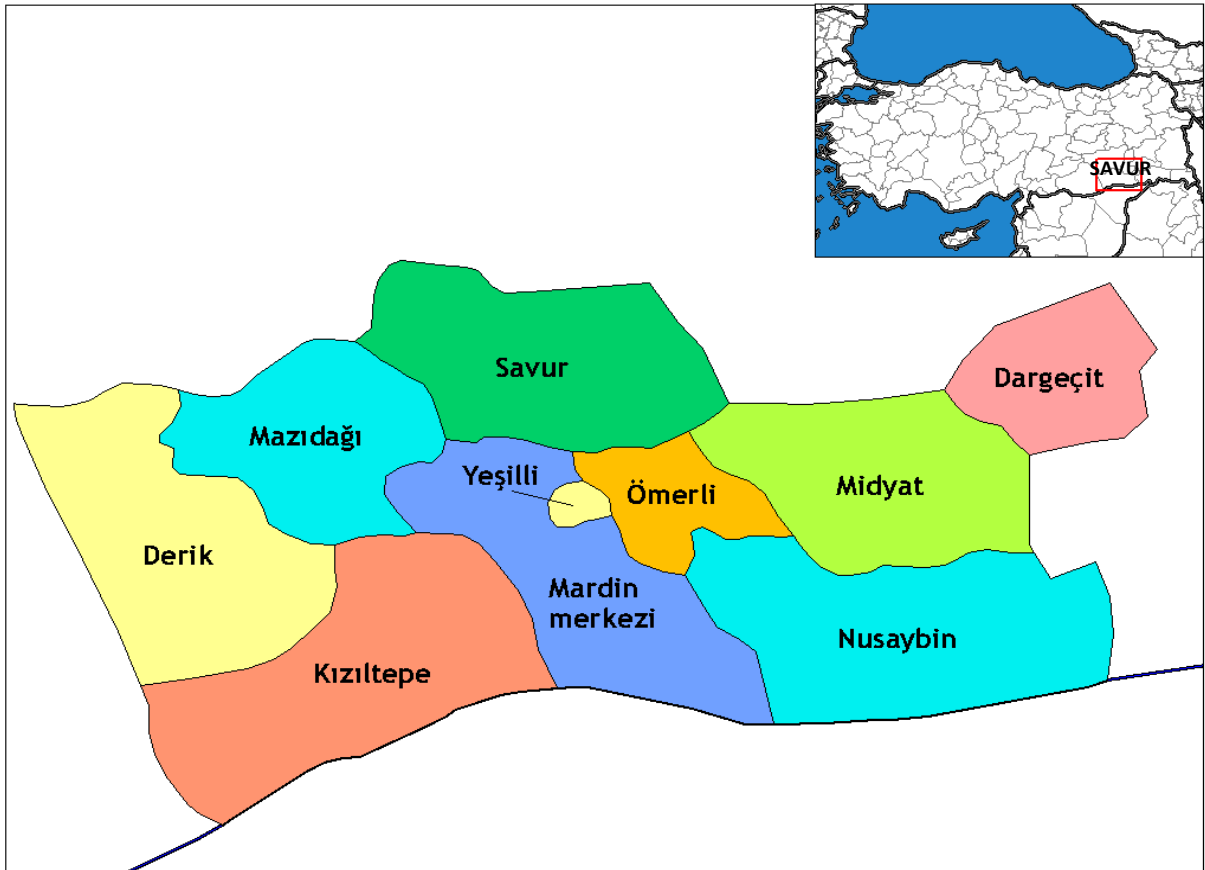 SAVUR
Savur
Dargeçit
Mazıdağı
Yeşilli
Ömerli
Midyat
Derik
Mardin
merkezi
Nusaybin
Kızıltepe